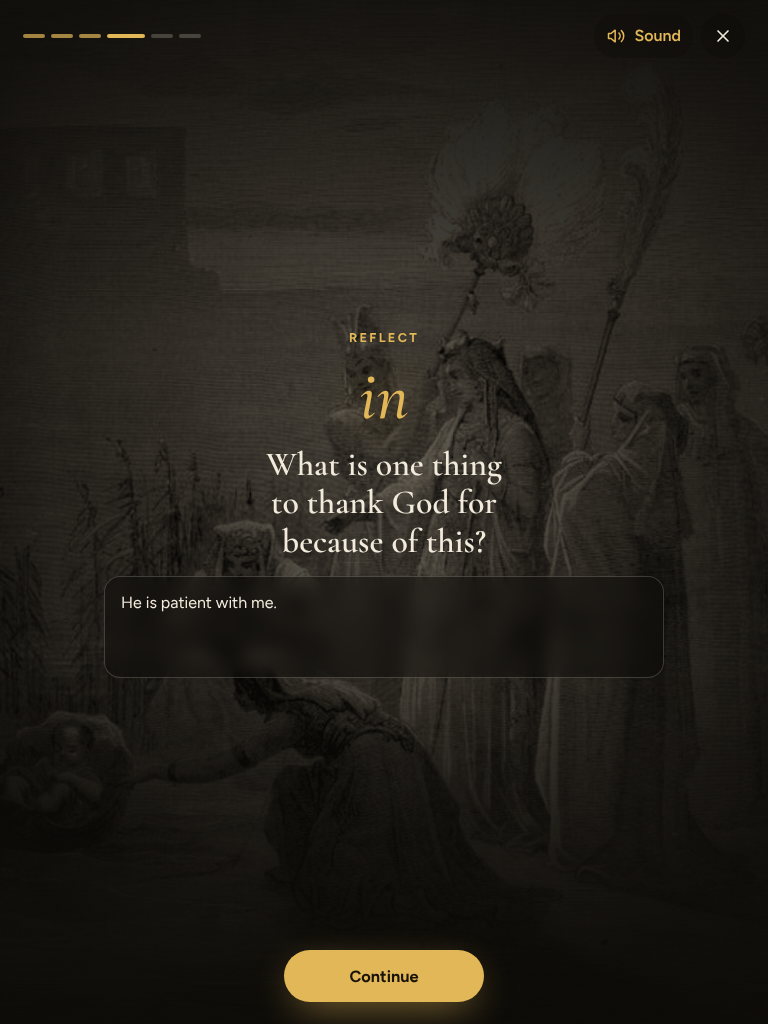 Sound
REFLECT
in
What is one thing
to thank God for
because of this?
He is patient with me.
Continue